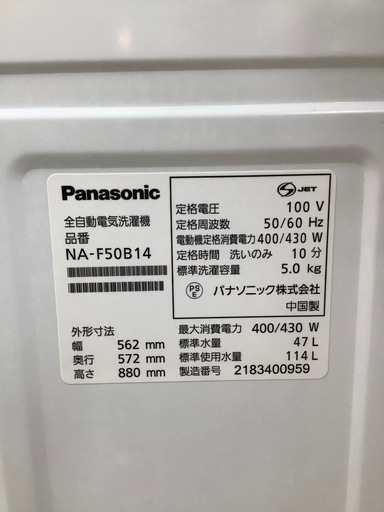 Panasonic
全自動電気洗濯機
品番
NA-F50B14
外形寸法
幅 562 mm
奥行 572 mm
高さ 880 mm
S JET
定格電圧 100 V
定格周波数 50/60 Hz
電動機定格消費電力 400/430 W
定格時間 洗いのみ 10 分
標準洗濯容量 5.0 kg
PS E パナソニック株式会社
中国製
最大消費電力 400/430 W
標準水量 47 L
標準使用水量 114 L
製造番号 2183400959